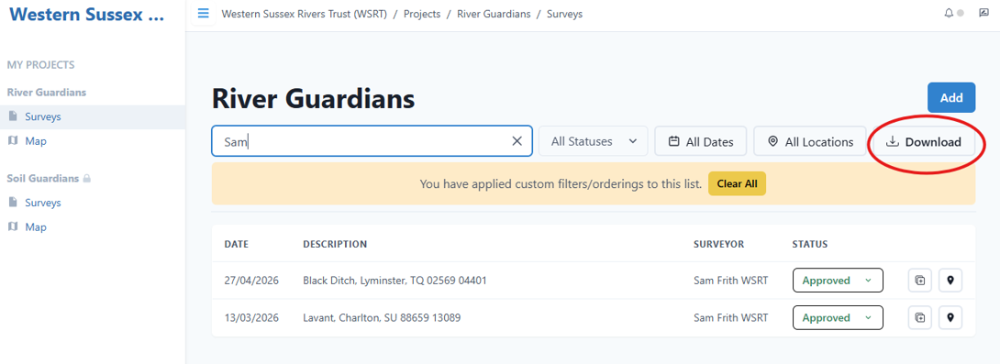 Western Sussex ...
Western Sussex Rivers Trust (WSRT) / Projects / River Guardians / Surveys
MY PROJECTS
River Guardians
Surveys
Map
Soil Guardians
Surveys
Map
River Guardians
Add
Sam
All Statuses
All Dates
All Locations
Download
You have applied custom filters/orderings to this list. Clear All
DATE DESCRIPTION SURVEYOR STATUS
27/04/2026 Black Ditch, Lyminster, TQ 02569 04401 Sam Frith WSRT Approved
13/03/2026 Lavant, Charlton, SU 88659 13089 Sam Frith WSRT Approved